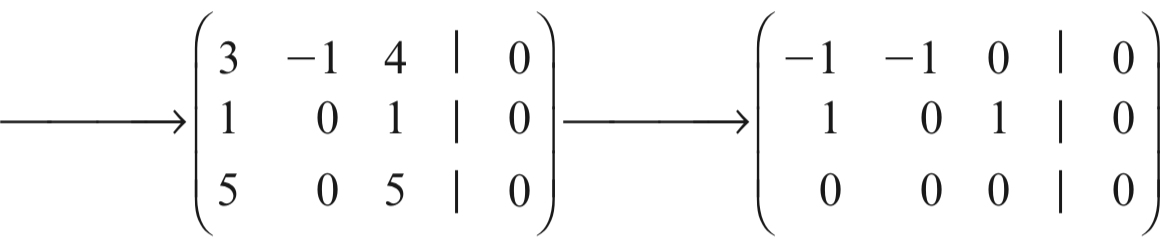 ⟶ ( 3 −1 4 | 0 ) ⟶ ( −1 −1 0 | 0 )
( 1 0 1 | 0 ) ( 1 0 1 | 0 )
( 5 0 5 | 0 ) ( 0 0 0 | 0 )